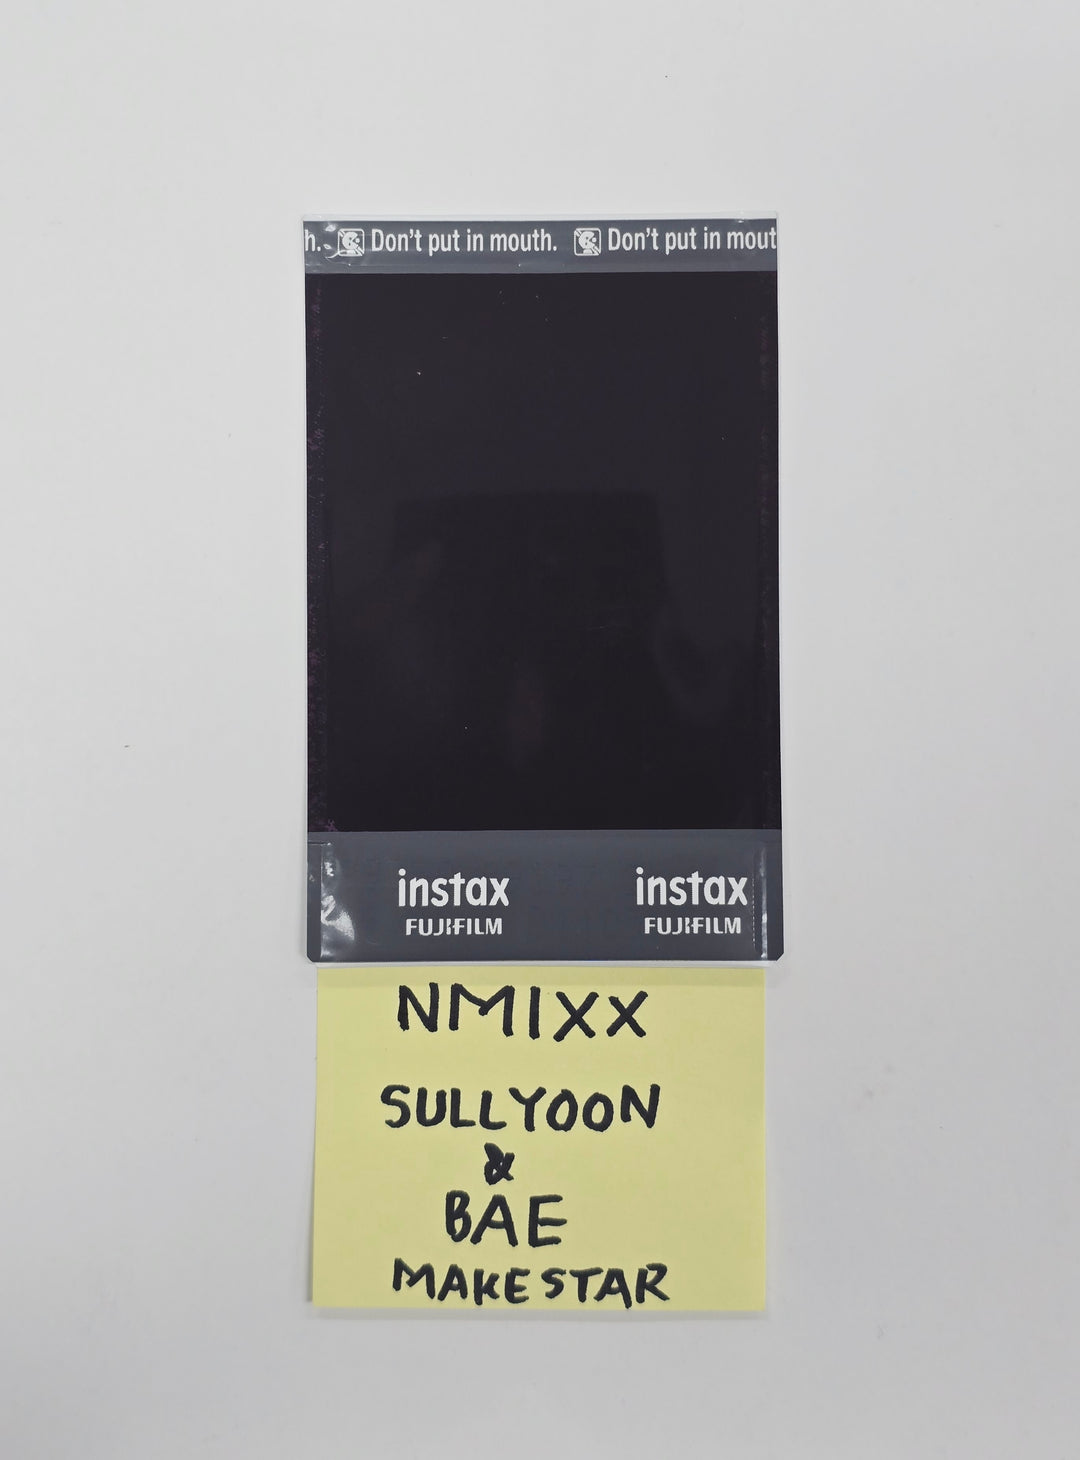 h. Don't put in mouth. Don't put in mout
instax instax
FUJIFILM FUJIFILM
NMIXX
SULLYOON
&
BAE
MAKESTAR